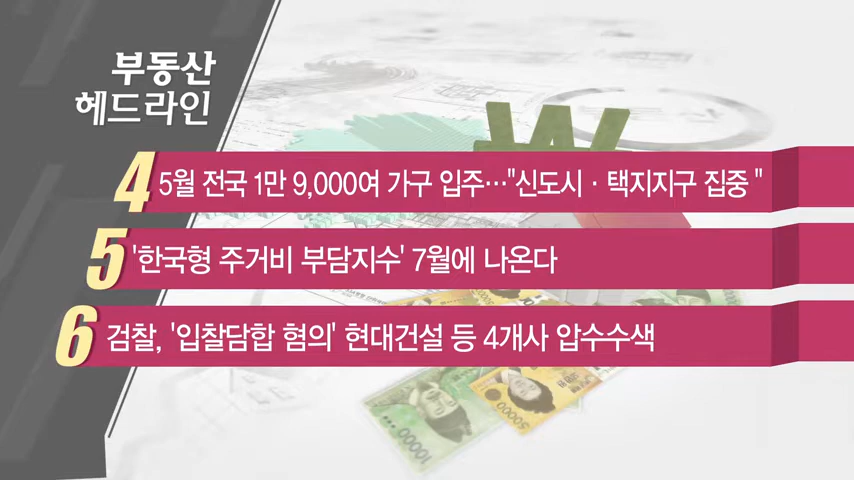 부동산
헤드라인
4 5월 전국 1만 9,000여 가구 입주…"신도시·택지지구 집중"
5 '한국형 주거비 부담지수' 7월에 나온다
6 검찰, '입찰담합 혐의' 현대건설 등 4개사 압수수색
10000
50000